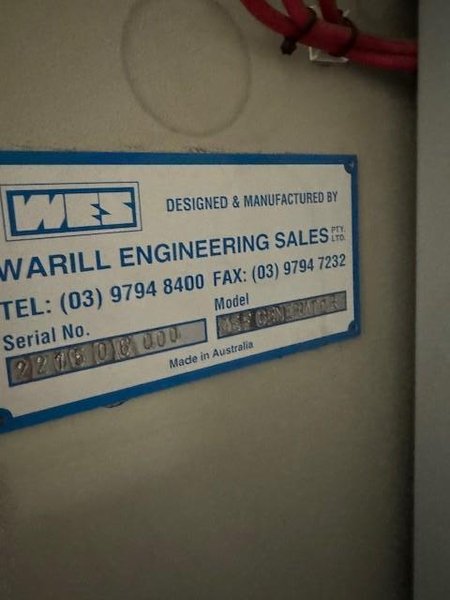 WES
DESIGNED & MANUFACTURED BY
WARILL ENGINEERING SALES PTY. LTD.
TEL: (03) 9794 8400 FAX: (03) 9794 7232
Serial No.
Model
Made in Australia